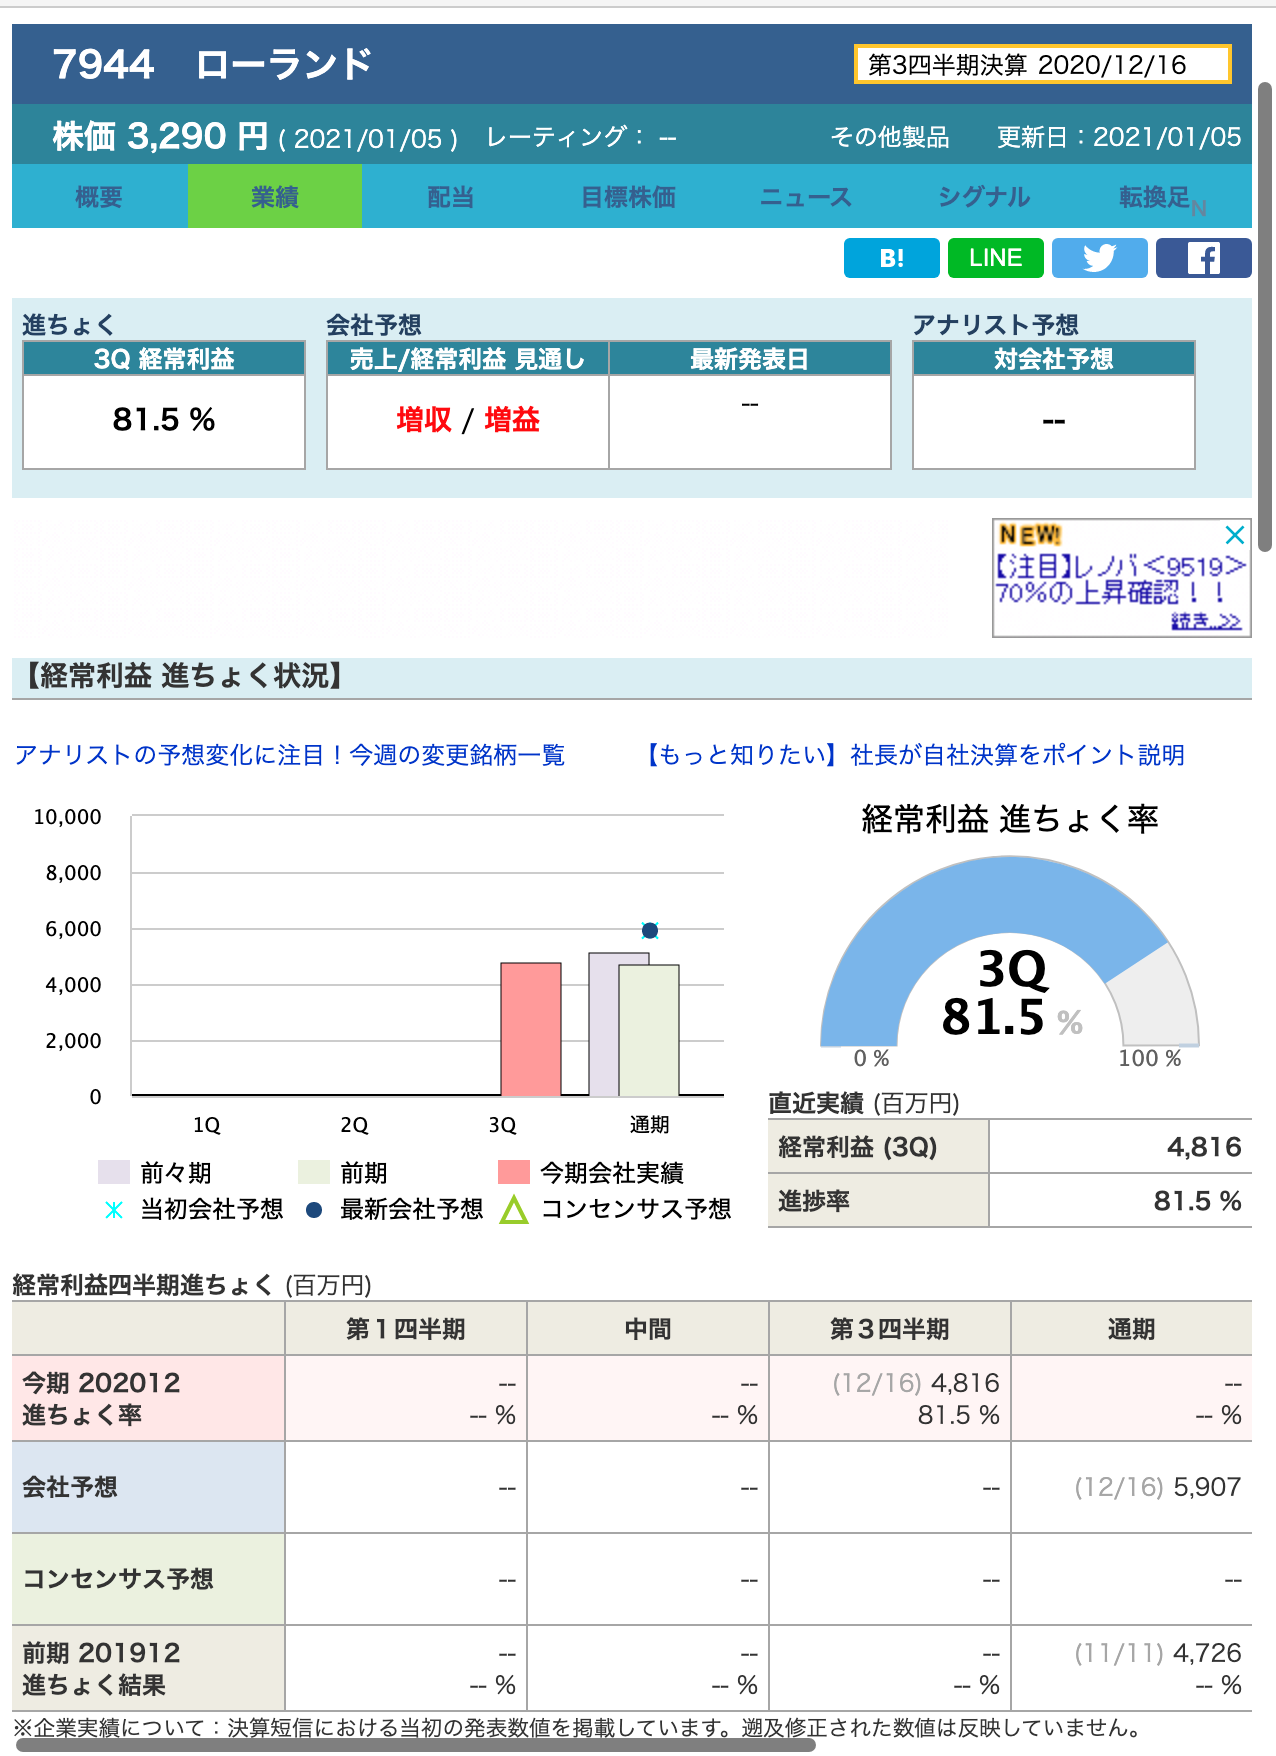 7944 ローランド
第3四半期決算 2020/12/16
株価 3,290 円 ( 2021/01/05 ) レーティング： -- その他製品 更新日：2021/01/05
概要 業績 配当 目標株価 ニュース シグナル 転換足N
B! LINE
進ちょく 会社予想 アナリスト予想
3Q 経常利益 売上/経常利益 見通し 最新発表日 対会社予想
81.5 % 増収 / 増益 -- --
NEW!
【注目】レノバ<9519>
70%の上昇確認！！
続き..>>
【経常利益 進ちょく状況】
アナリストの予想変化に注目！今週の変更銘柄一覧 【もっと知りたい】社長が自社決算をポイント説明
10,000
8,000
6,000
4,000
2,000
0
1Q 2Q 3Q 通期
前々期 前期 今期会社実績
当初会社予想 最新会社予想 コンセンサス予想
経常利益 進ちょく率
3Q
81.5 %
0 % 100 %
直近実績 (百万円)
経常利益 (3Q) 4,816
進捗率 81.5 %
経常利益四半期進ちょく (百万円)
第１四半期 中間 第３四半期 通期
今期 202012 -- -- (12/16) 4,816 --
進ちょく率 -- % -- % 81.5 % -- %
会社予想 -- -- -- (12/16) 5,907
コンセンサス予想 -- -- -- --
前期 201912 -- -- -- (11/11) 4,726
進ちょく結果 -- % -- % -- % -- %
※企業実績について：決算短信における当初の発表数値を掲載しています。遡及修正された数値は反映していません。